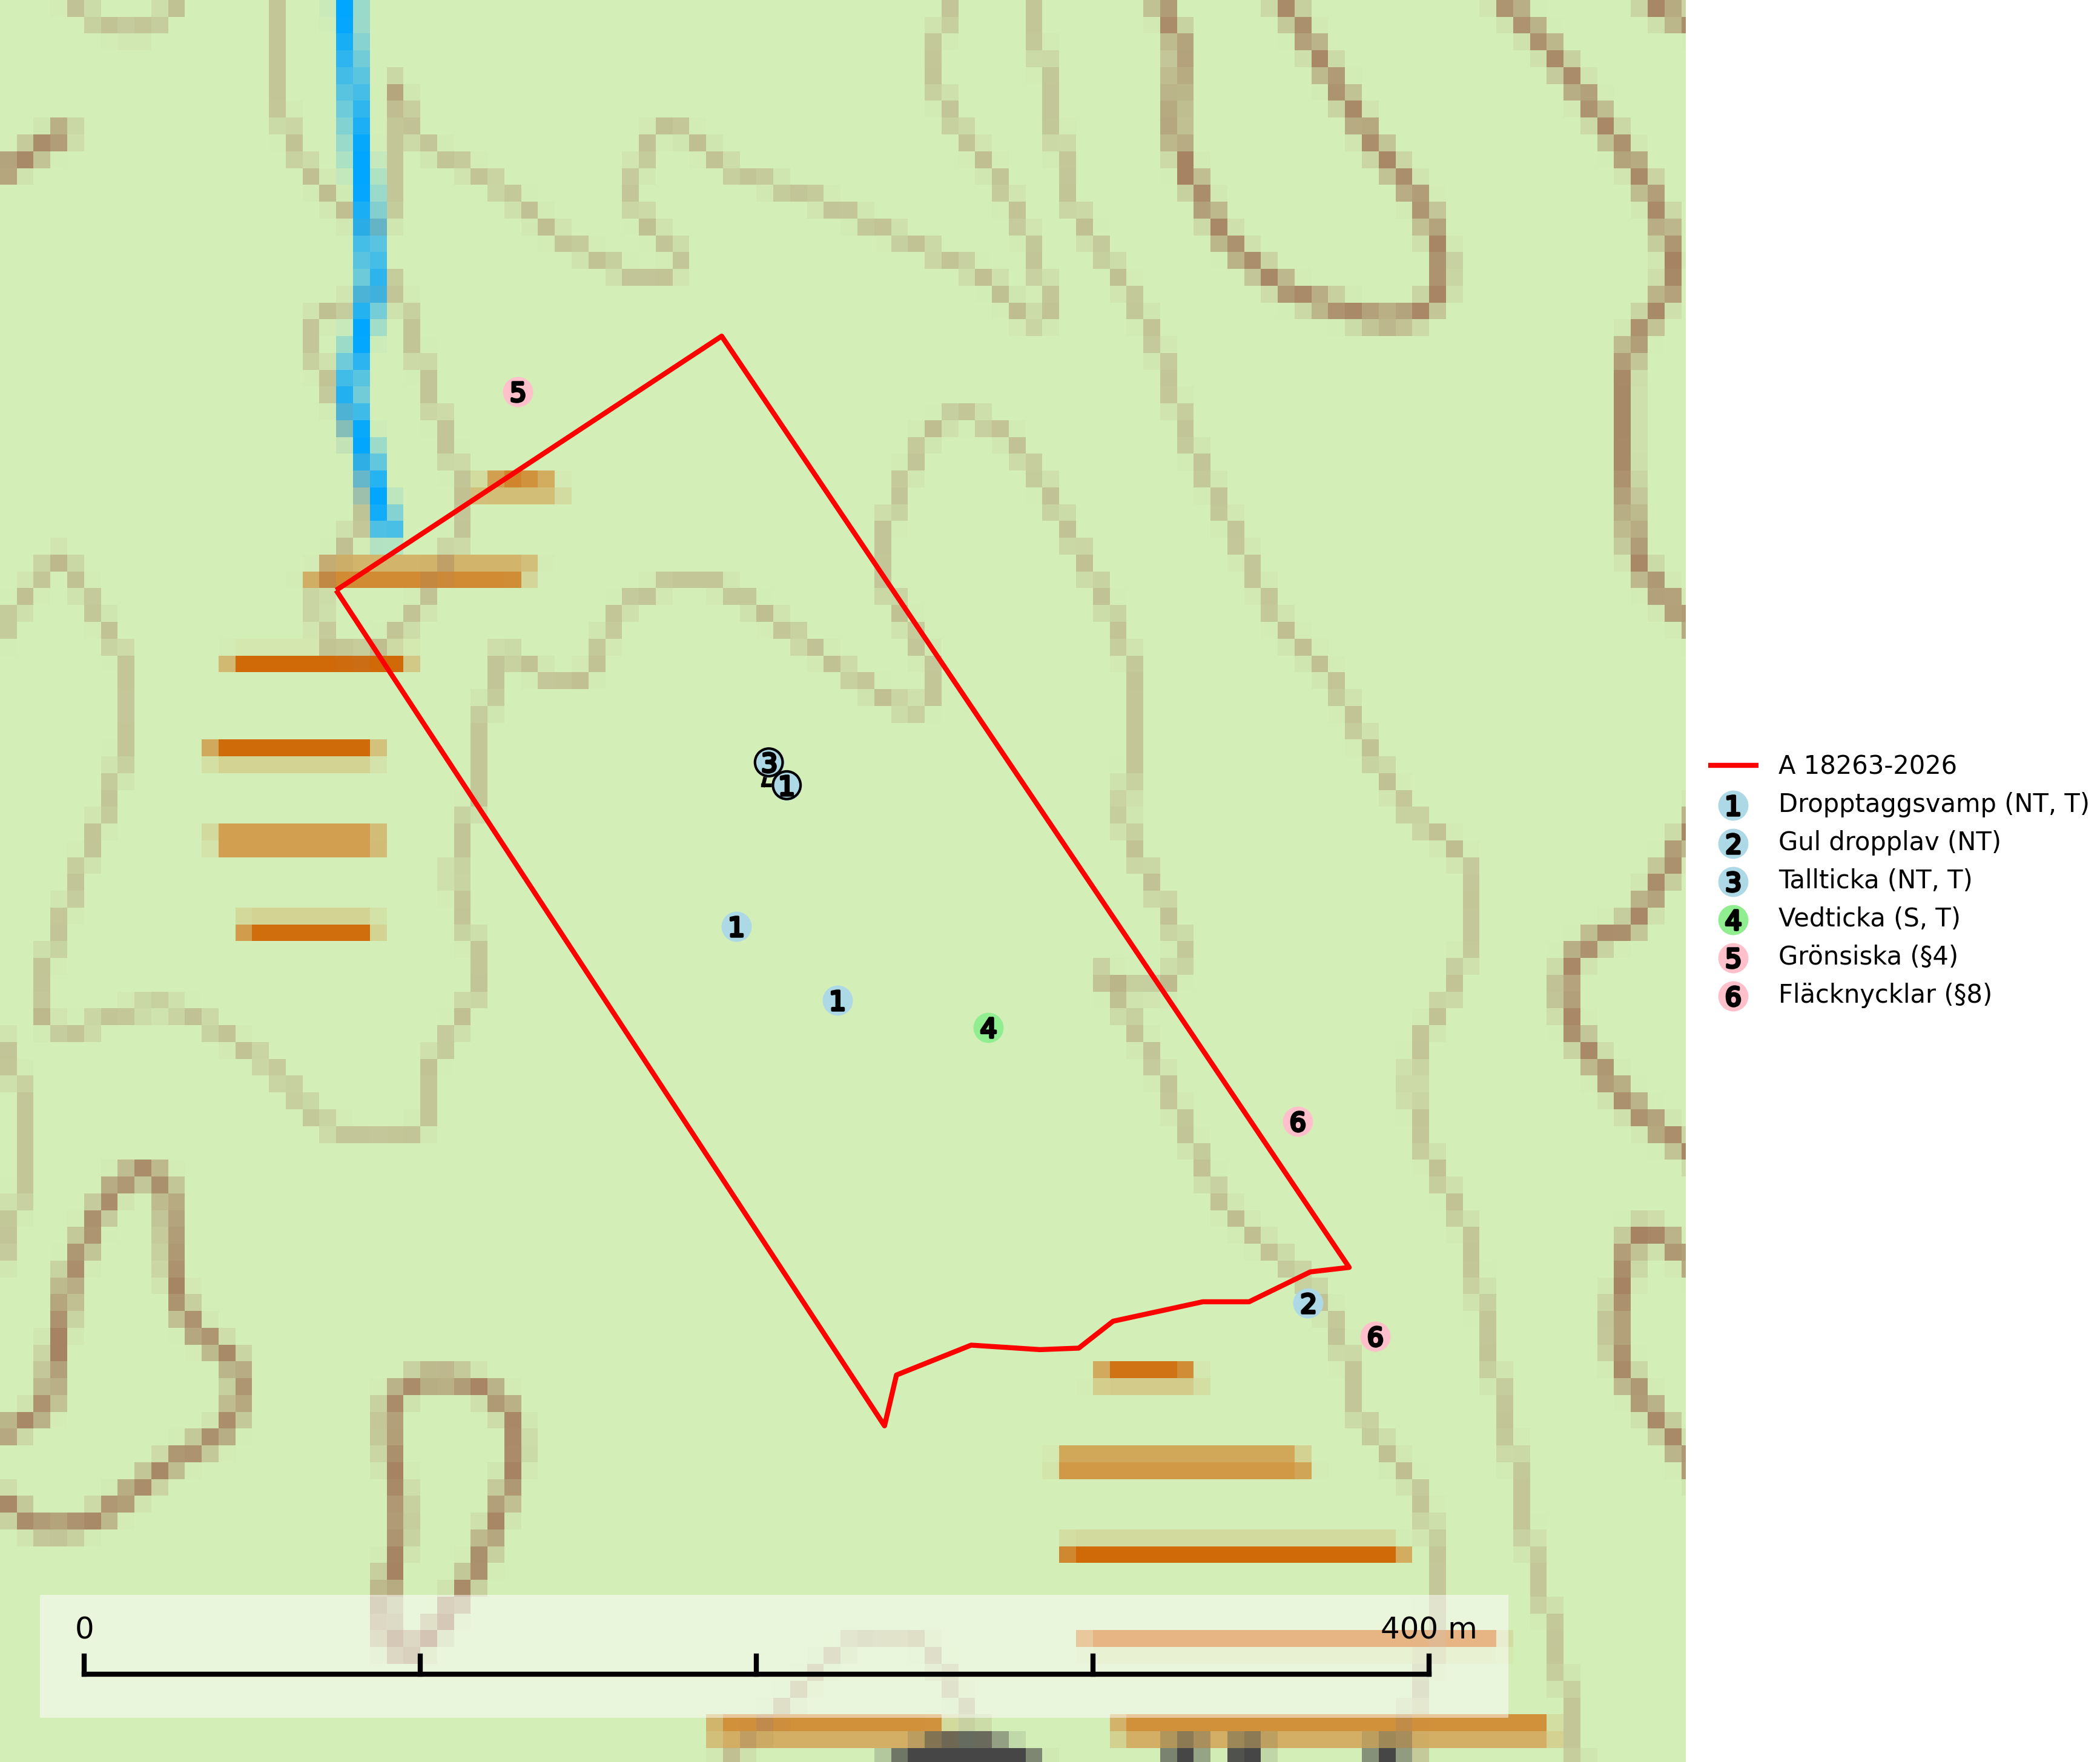 5
3
1
1
1
4
6
2
6
0 400 m
A 18263-2026
1 Dropptaggsvamp (NT, T)
2 Gul dropplav (NT)
3 Tallticka (NT, T)
4 Vedticka (S, T)
5 Grönsiska (§4)
6 Fläcknycklar (§8)